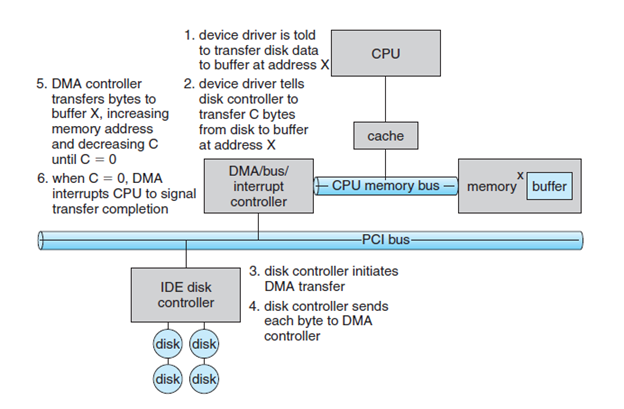 1. device driver is told
to transfer disk data
to buffer at address X
2. device driver tells
disk controller to
transfer C bytes
from disk to buffer
at address X
5. DMA controller
transfers bytes to
buffer X, increasing
memory address
and decreasing C
until C = 0
6. when C = 0, DMA
interrupts CPU to signal
transfer completion
CPU
cache
DMA/bus/
interrupt
controller
CPU memory bus
memory
X
buffer
PCI bus
IDE disk
controller
3. disk controller initiates
DMA transfer
4. disk controller sends
each byte to DMA
controller
disk
disk
disk
disk